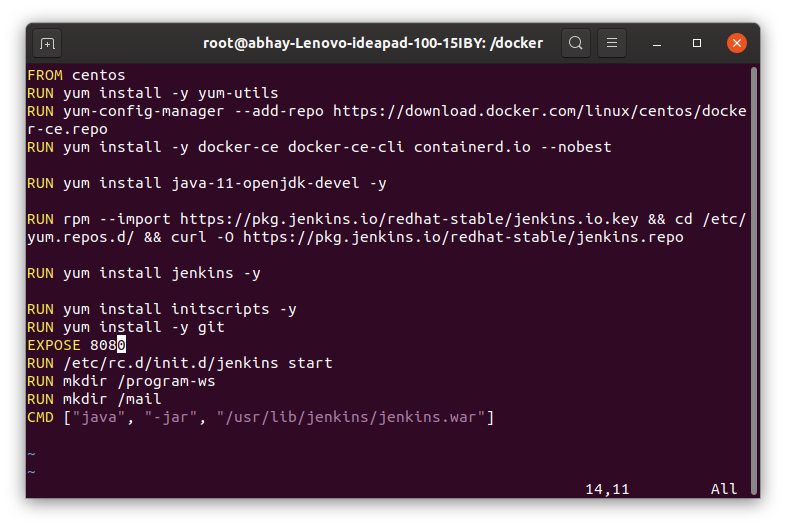 root@abhay-Lenovo-ideapad-100-15IBY: /docker
FROM centos
RUN yum install -y yum-utils
RUN yum-config-manager --add-repo https://download.docker.com/linux/centos/docke
r-ce.repo
RUN yum install -y docker-ce docker-ce-cli containerd.io --nobest
RUN yum install java-11-openjdk-devel -y
RUN rpm --import https://pkg.jenkins.io/redhat-stable/jenkins.io.key && cd /etc/
yum.repos.d/ && curl -O https://pkg.jenkins.io/redhat-stable/jenkins.repo
RUN yum install jenkins -y
RUN yum install initscripts -y
RUN yum install -y git
EXPOSE 8080
RUN /etc/rc.d/init.d/jenkins start
RUN mkdir /program-ws
RUN mkdir /mail
CMD ["java", "-jar", "/usr/lib/jenkins/jenkins.war"]
~
~
14,11 All